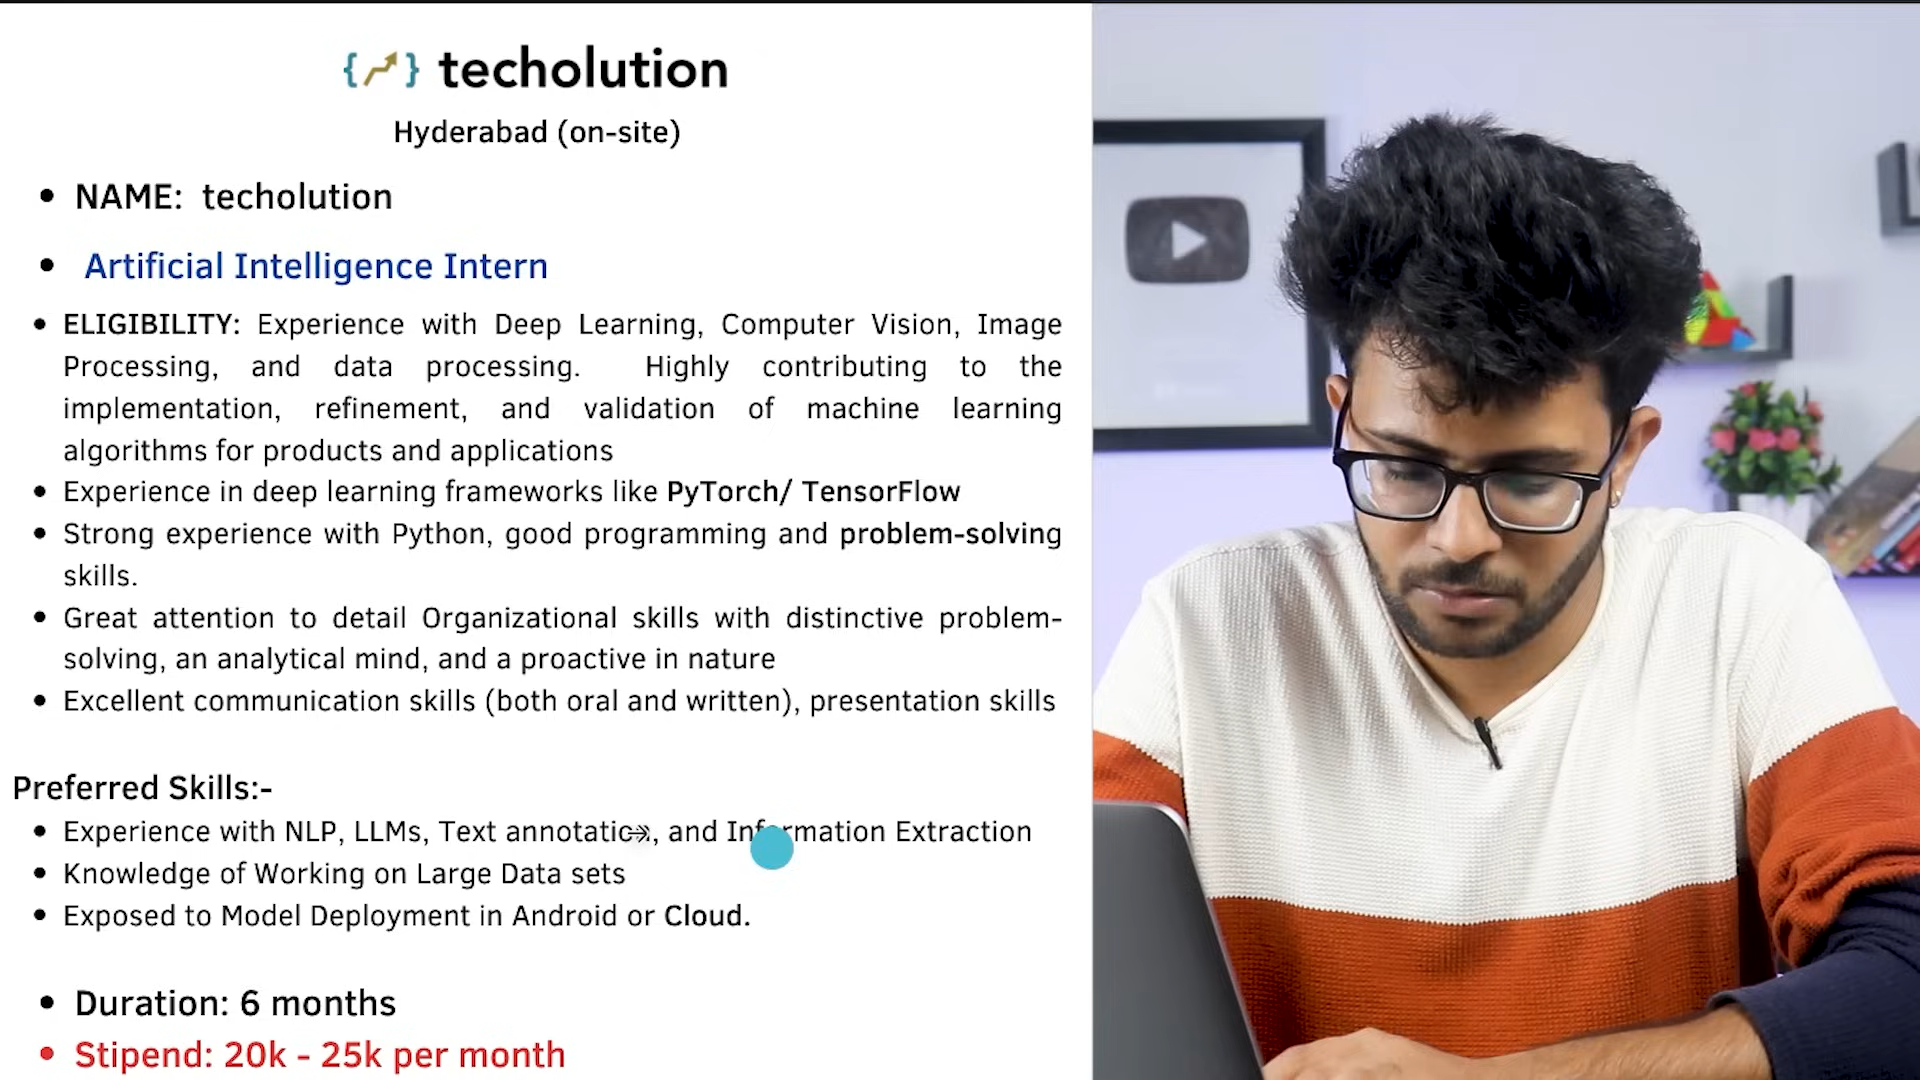 techolution
Hyderabad (on-site)
NAME: techolution
Artificial Intelligence Intern
ELIGIBILITY: Experience with Deep Learning, Computer Vision, Image
Processing, and data processing. Highly contributing to the
implementation, refinement, and validation of machine learning
algorithms for products and applications
Experience in deep learning frameworks like PyTorch/ TensorFlow
Strong experience with Python, good programming and problem-solving
skills.
Great attention to detail Organizational skills with distinctive problem-
solving, an analytical mind, and a proactive in nature
Excellent communication skills (both oral and written), presentation skills
Preferred Skills:-
Experience with NLP, LLMs, Text annotation, and Information Extraction
Knowledge of Working on Large Data sets
Exposed to Model Deployment in Android or Cloud.
Duration: 6 months
Stipend: 20k - 25k per month